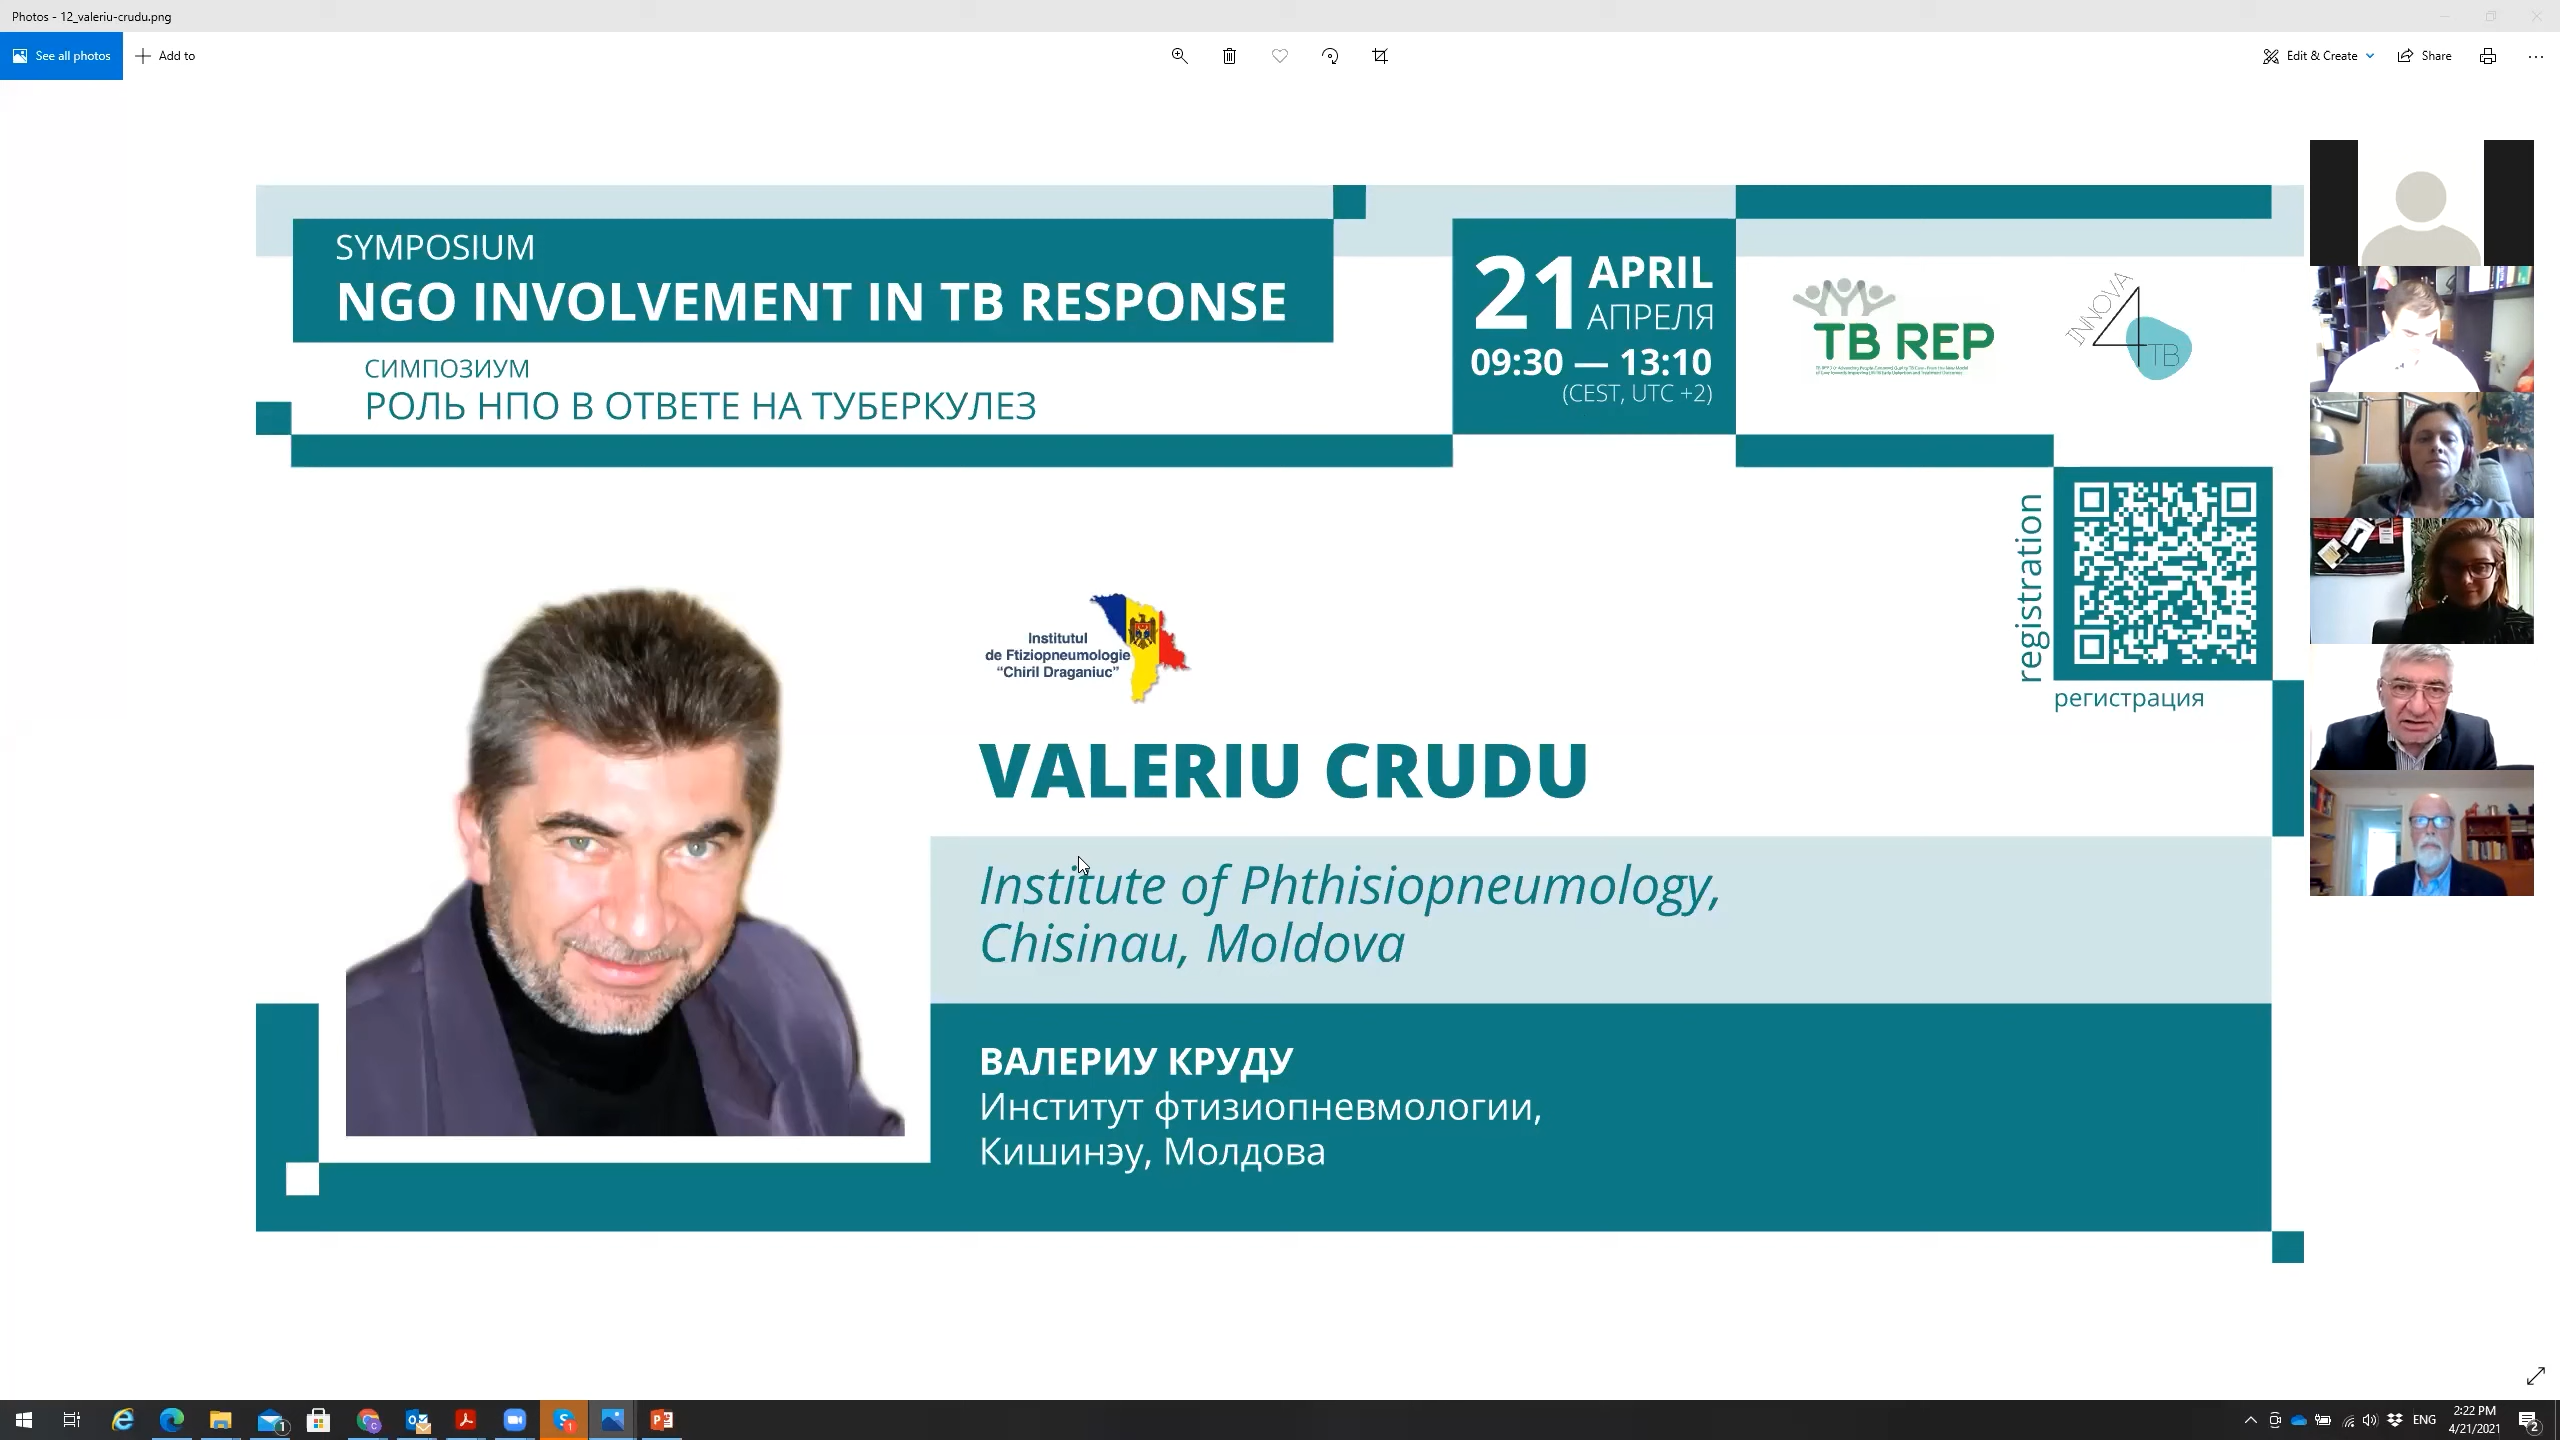 Photos - 12_valeriu-crudu.png
See all photos
Add to
Edit & Create
Share
SYMPOSIUM
NGO INVOLVEMENT IN TB RESPONSE
СИМПОЗИУМ
РОЛЬ НПО В ОТВЕТЕ НА ТУБЕРКУЛЕЗ
21 APRIL
АПРЕЛЯ
09:30 — 13:10
(CEST, UTC +2)
TB REP
INNOVA
4
TB
registration
регистрация
Institutul
de Ftiziopneumologie
“Chiril Draganiuc”
VALERIU CRUDU
Institute of Phthisiopneumology,
Chisinau, Moldova
ВАЛЕРИУ КРУДУ
Институт фтизиопневмологии,
Кишинэу, Молдова
ENG
2:22 PM
4/21/2021